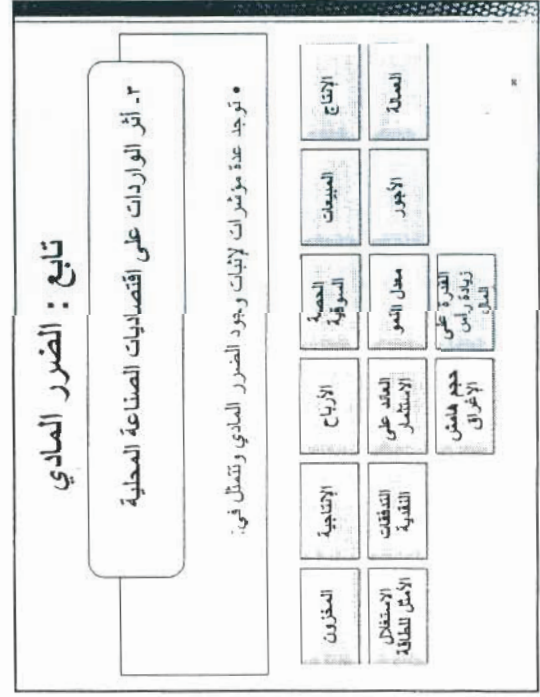 تابع : الضرر المادي
٣- أثر الواردات على اقتصاديات الصناعة المحلية
• توجد عدة مؤشرات لإثبات وجود الضرر المادي وتتمثل في:
الإنتاج
المبيعات
الحصة
السوقية
الأرباح
الإنتاجية
المخزون
العمالة
الأجور
معدل النمو
العائد على
الاستثمار
التدفقات
النقدية
الاستغلال
الأمثل للطاقة
القدرة على
زيادة رأس
المال
حجم هامش
الإغراق